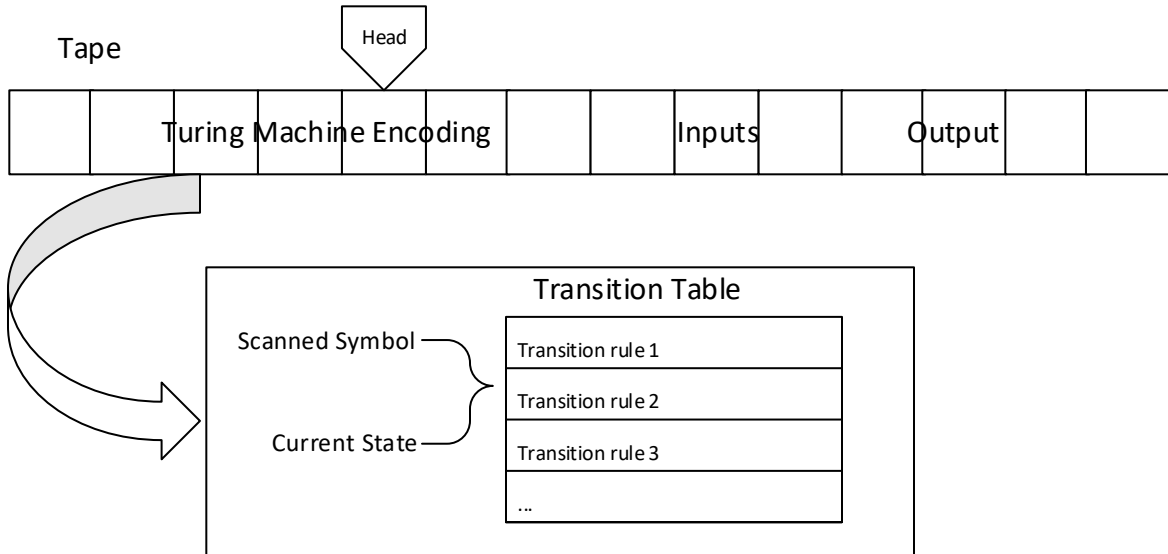 Head
Tape
Turing Machine Encoding
Inputs
Output
Transition Table
Scanned Symbol
Transition rule 1
Transition rule 2
Current State
Transition rule 3
...